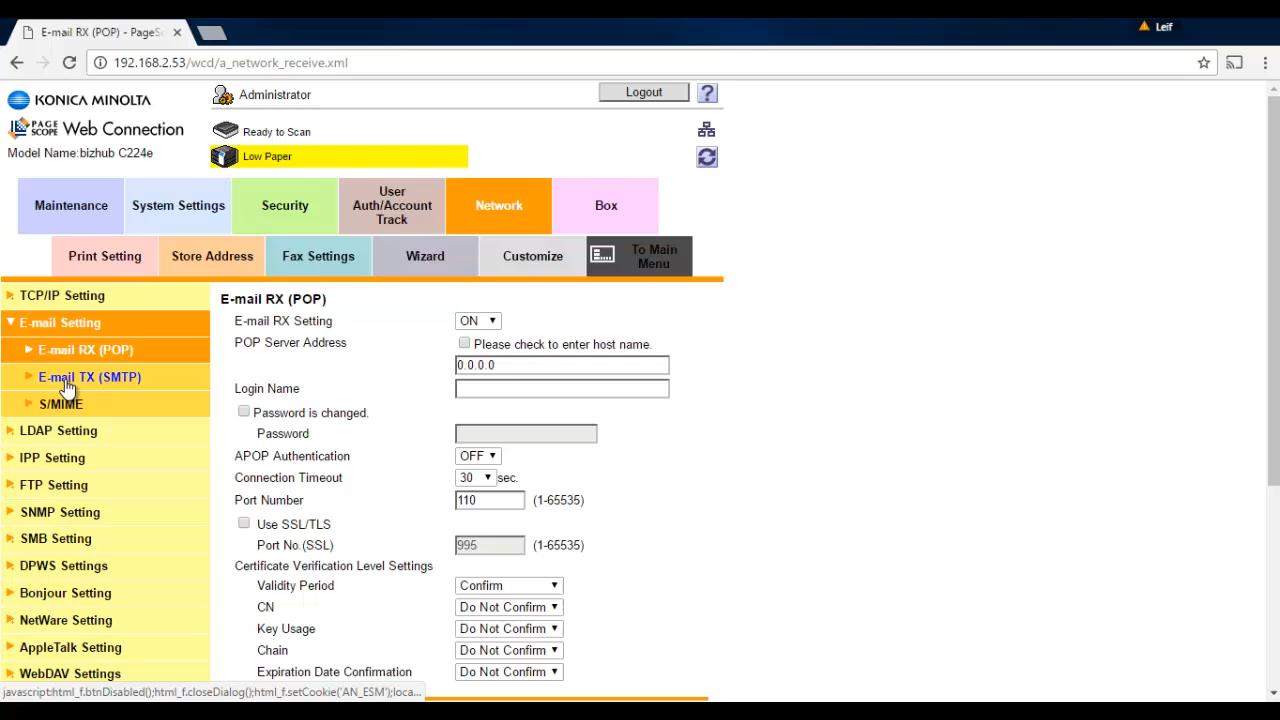 E-mail RX (POP) - PageSc
Leif
192.168.2.53/wcd/a_network_receive.xml
KONICA MINOLTA
Administrator
Logout
?
PAGE SCOPE Web Connection
Ready to Scan
Model Name:bizhub C224e
Low Paper
Maintenance
System Settings
Security
User Auth/Account Track
Network
Box
Print Setting
Store Address
Fax Settings
Wizard
Customize
To Main Menu
TCP/IP Setting
E-mail Setting
E-mail RX (POP)
E-mail TX (SMTP)
S/MIME
LDAP Setting
IPP Setting
FTP Setting
SNMP Setting
SMB Setting
DPWS Settings
Bonjour Setting
NetWare Setting
AppleTalk Setting
WebDAV Settings
E-mail RX (POP)
E-mail RX Setting ON
POP Server Address Please check to enter host name.
0.0.0.0
Login Name
Password is changed.
Password
APOP Authentication OFF
Connection Timeout 30 sec.
Port Number 110 (1-65535)
Use SSL/TLS
Port No.(SSL) 995 (1-65535)
Certificate Verification Level Settings
Validity Period Confirm
CN Do Not Confirm
Key Usage Do Not Confirm
Chain Do Not Confirm
Expiration Date Confirmation Do Not Confirm
javascript:html_f.btnDisabled();html_f.closeDialog();html_f.setCookie('AN_ESM');loca...